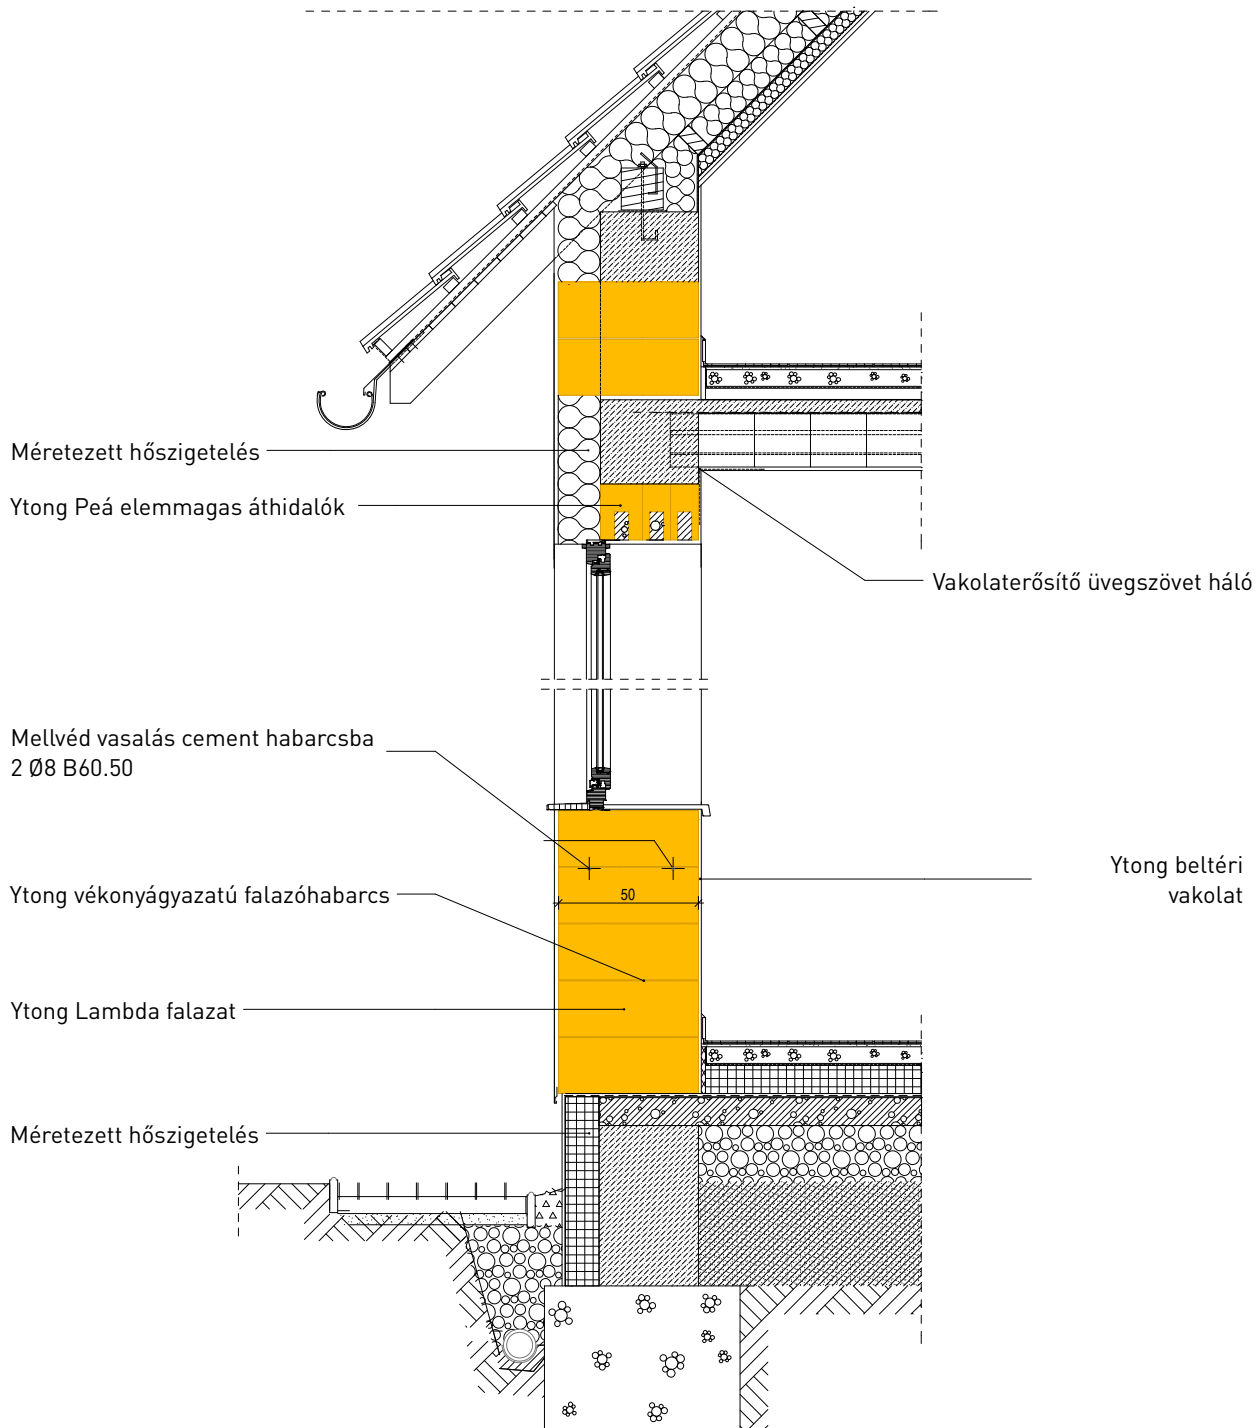 Méretezett hőszigetelés
Ytong Peá elemmagas áthidalók
Vakolaterősítő üvegszövet háló
Mellvéd vasalás cement habarcsba
2 Ø8 B60.50
Ytong beltéri
vakolat
Ytong vékonyágyazatú falazóhabarcs
50
Ytong Lambda falazat
Méretezett hőszigetelés